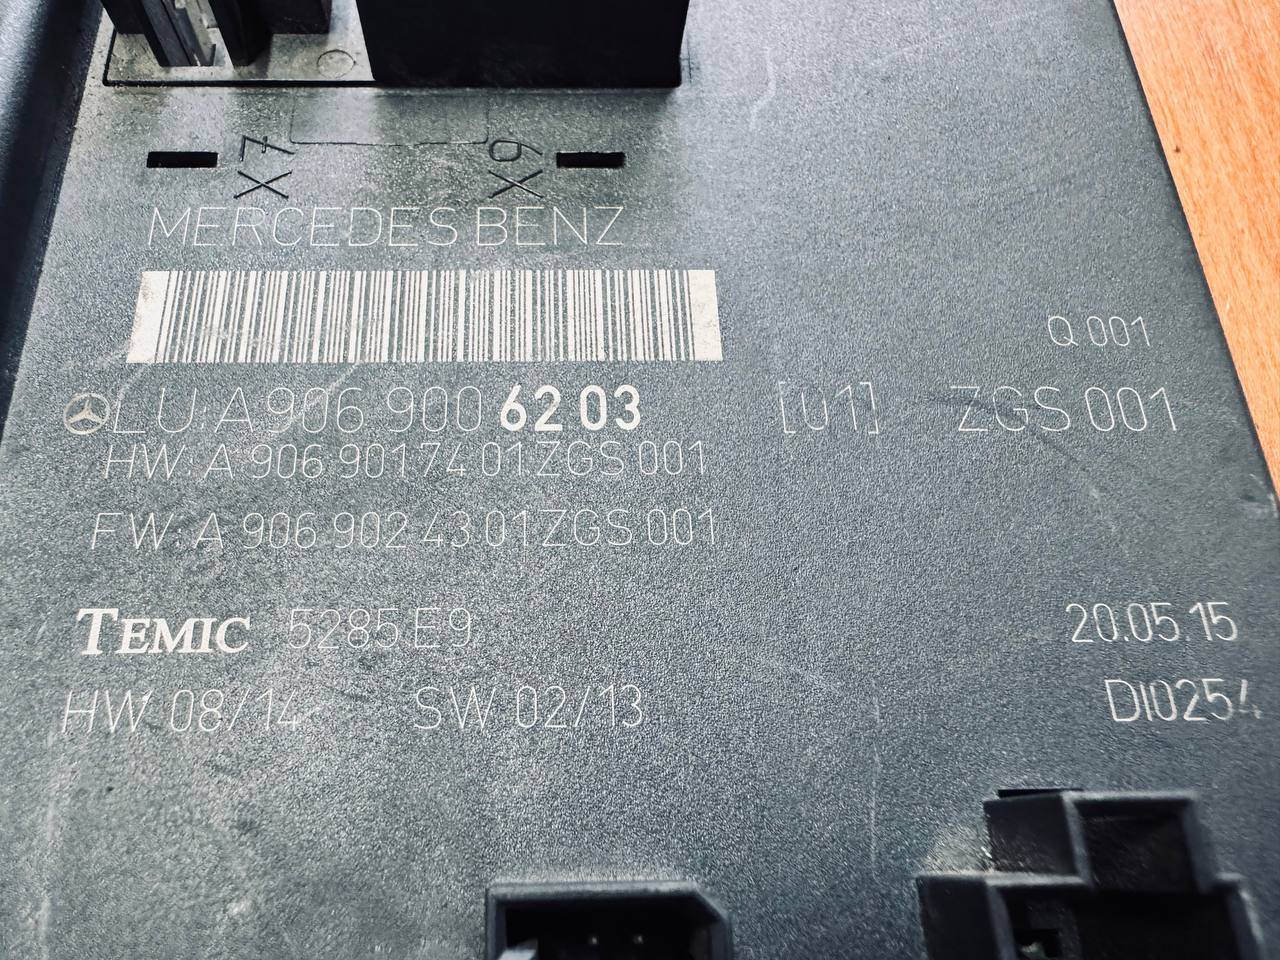 X7 X9
MERCEDES BENZ
Q 001
LU: A 906 900 62 03 [01] ZGS 001
HW: A 906 901 74 01 ZGS 001
FW: A 906 902 43 01 ZGS 001
TEMIC 5285 E9 20.05.15
HW 08/14 SW 02/13 DI0254